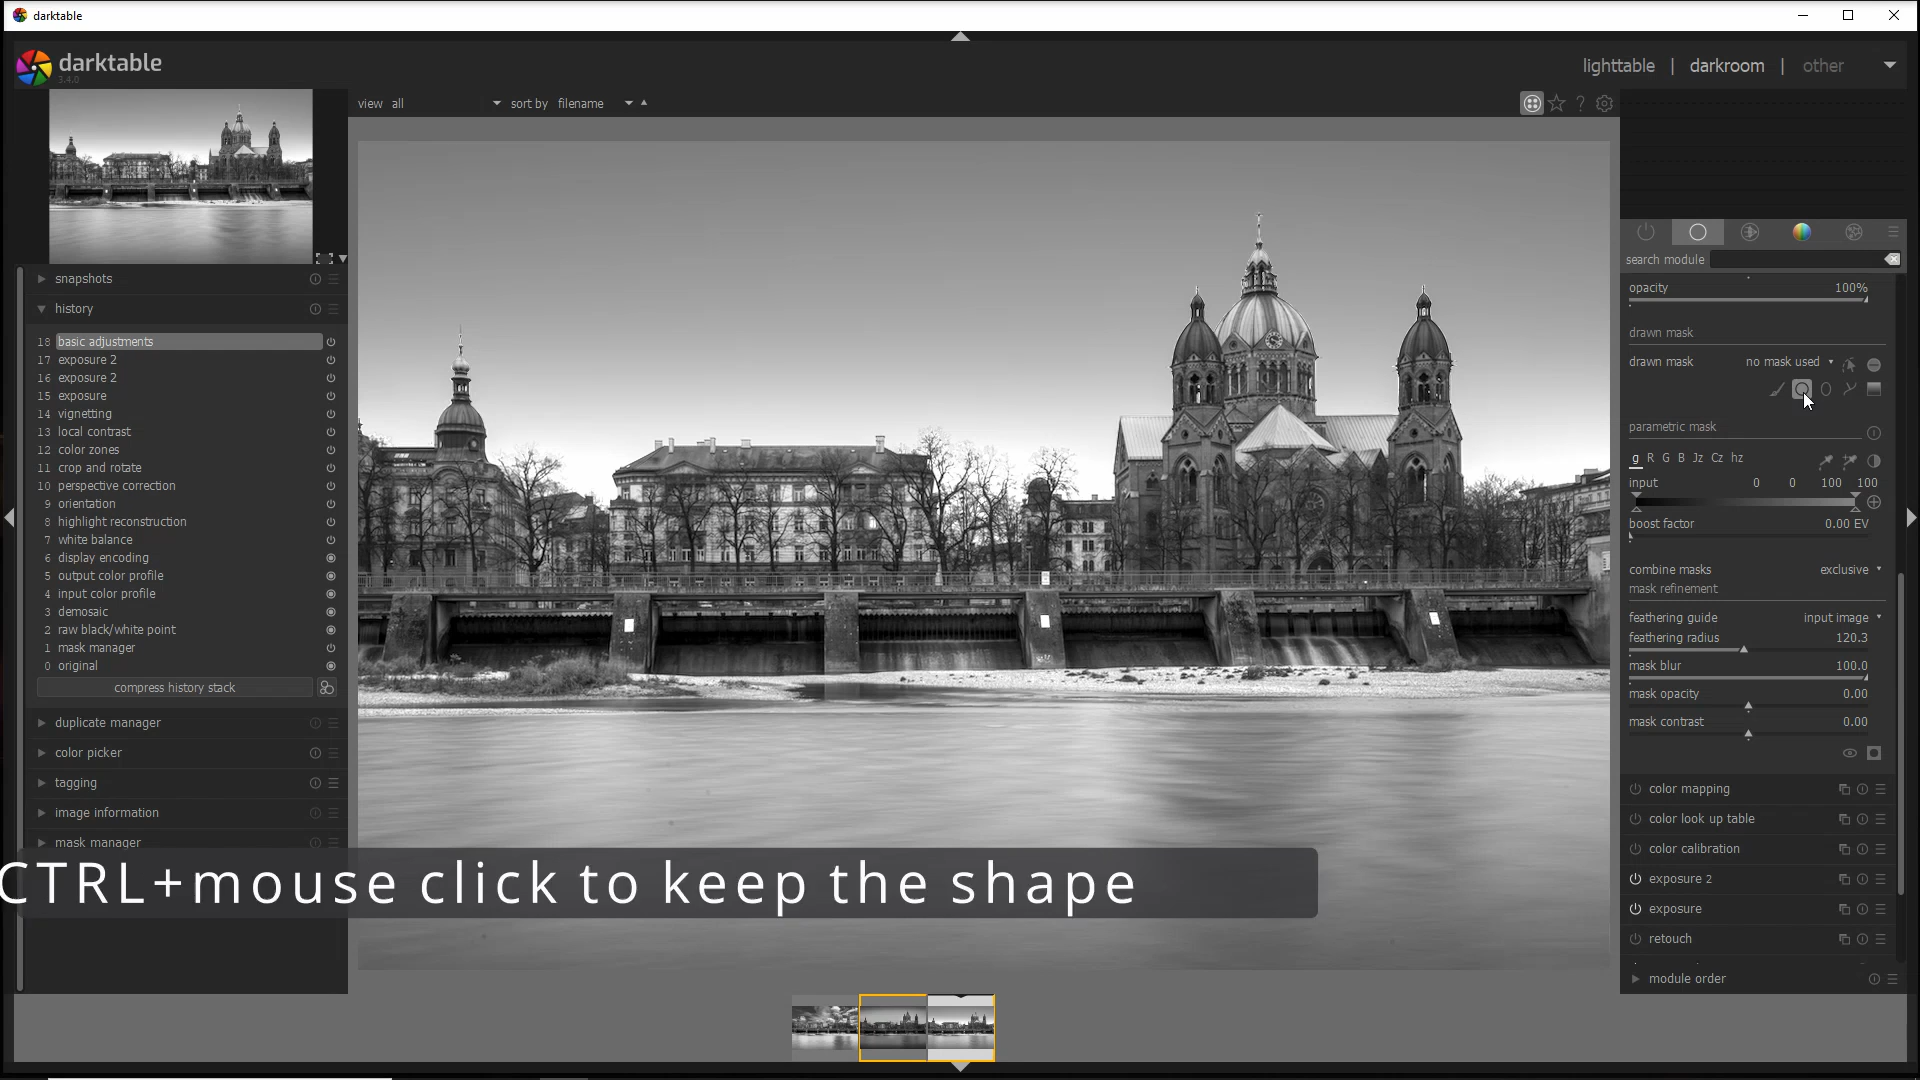 darktable
darktable
3.4.0
lighttable | darkroom | other
view all
sort by filename
?
search module
snapshots
history
18 basic adjustments
17 exposure 2
16 exposure 2
15 exposure
14 vignetting
13 local contrast
12 color zones
11 crop and rotate
10 perspective correction
9 orientation
8 highlight reconstruction
7 white balance
6 display encoding
5 output color profile
4 input color profile
3 demosaic
2 raw black/white point
1 mask manager
0 original
compress history stack
duplicate manager
color picker
tagging
image information
mask manager
CTRL+mouse click to keep the shape
opacity 100%
drawn mask
drawn mask no mask used
parametric mask
g R G B Jz Cz hz
input 0 0 100 100
boost factor 0.00 EV
combine masks exclusive
mask refinement
feathering guide input image
feathering radius 120.3
mask blur 100.0
mask opacity 0.00
mask contrast 0.00
color mapping
color look up table
color calibration
exposure 2
exposure
retouch
module order